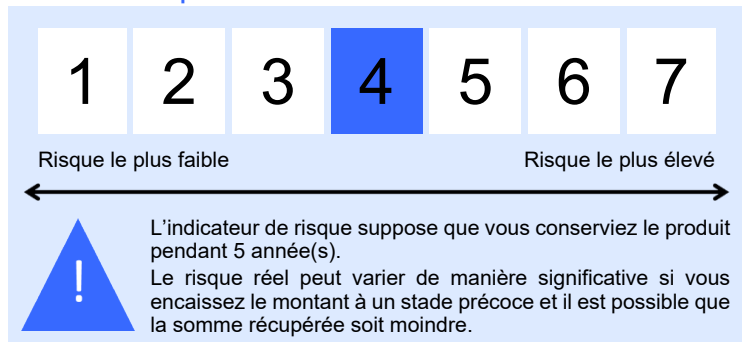 1 2 3 4 5 6 7
Risque le plus faible Risque le plus élevé
!
L'indicateur de risque suppose que vous conserviez le produit
pendant 5 année(s).
Le risque réel peut varier de manière significative si vous
encaissez le montant à un stade précoce et il est possible que
la somme récupérée soit moindre.